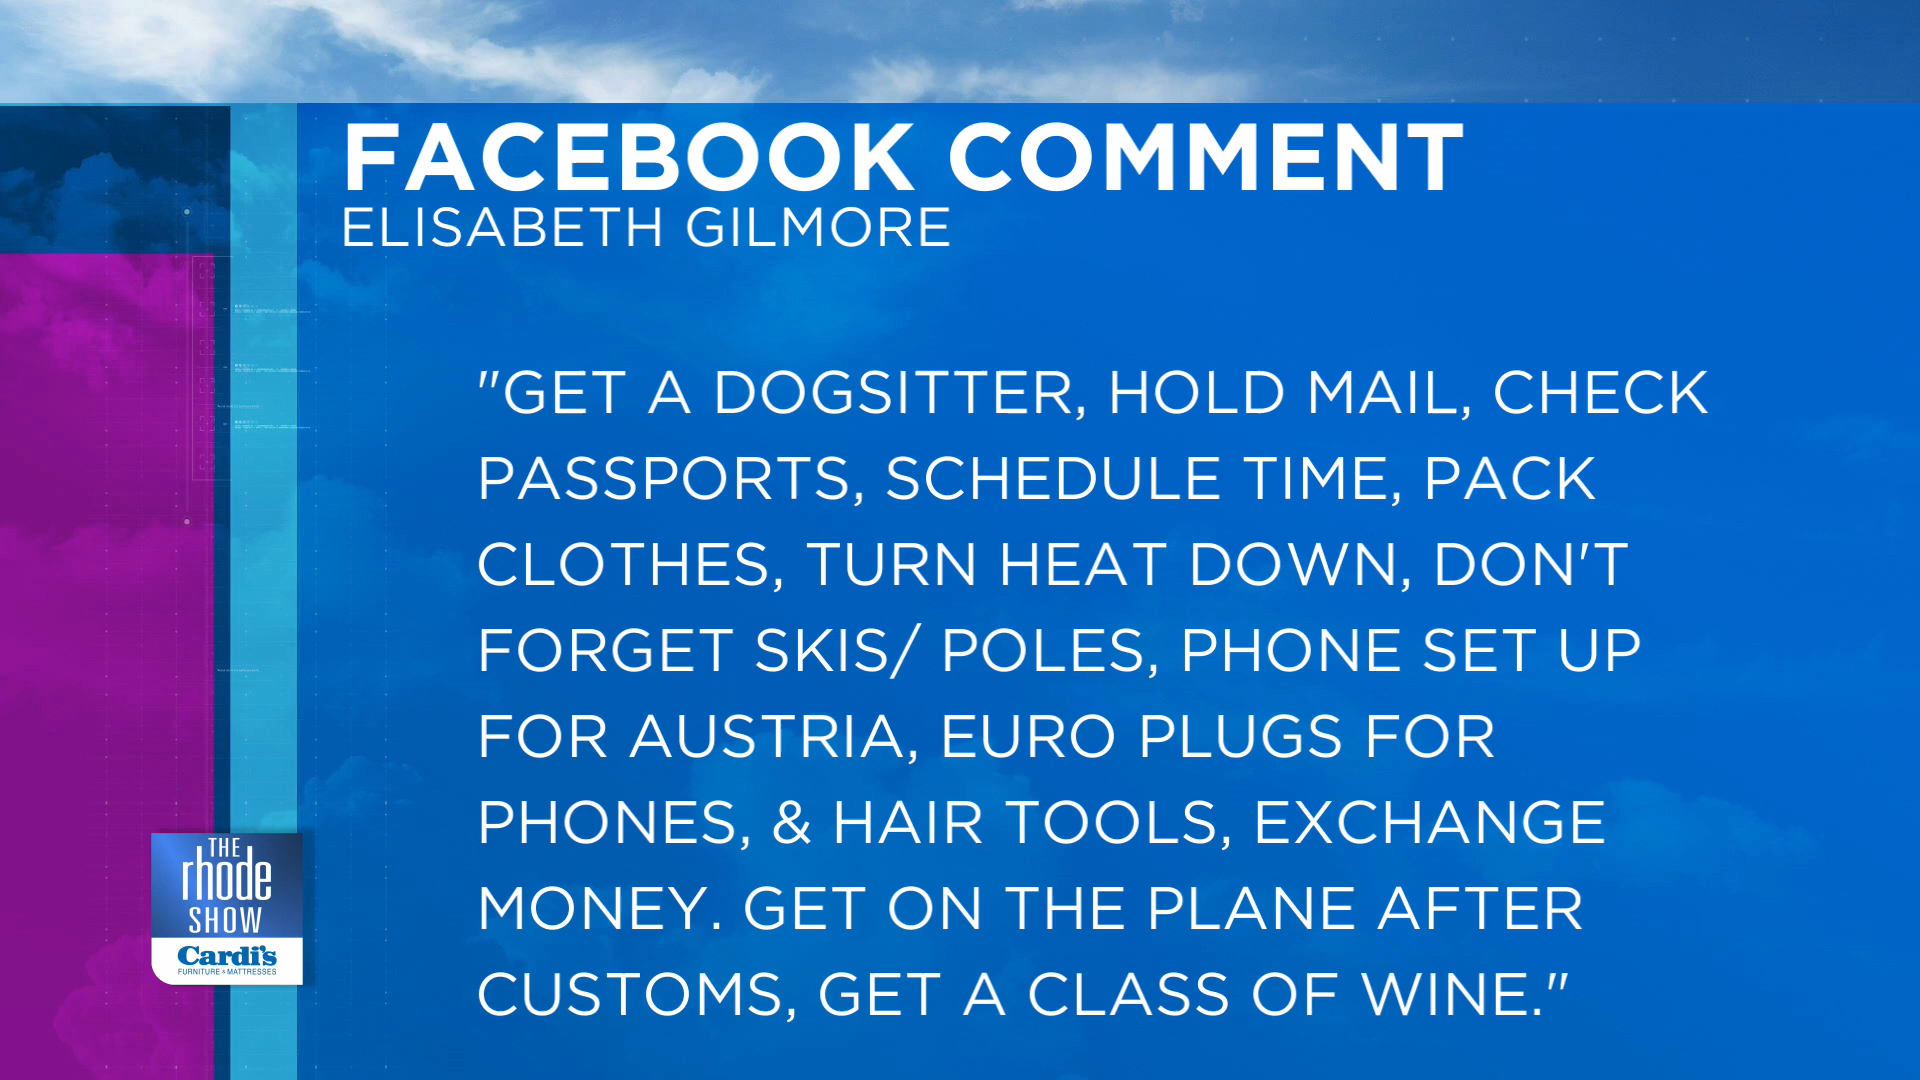 FACEBOOK COMMENT
ELISABETH GILMORE
"GET A DOGSITTER, HOLD MAIL, CHECK
PASSPORTS, SCHEDULE TIME, PACK
CLOTHES, TURN HEAT DOWN, DON'T
FORGET SKIS/ POLES, PHONE SET UP
FOR AUSTRIA, EURO PLUGS FOR
PHONES, & HAIR TOOLS, EXCHANGE
MONEY. GET ON THE PLANE AFTER
CUSTOMS, GET A CLASS OF WINE."
THE
rhode
SHOW
Cardi's
FURNITURE & MATTRESSES